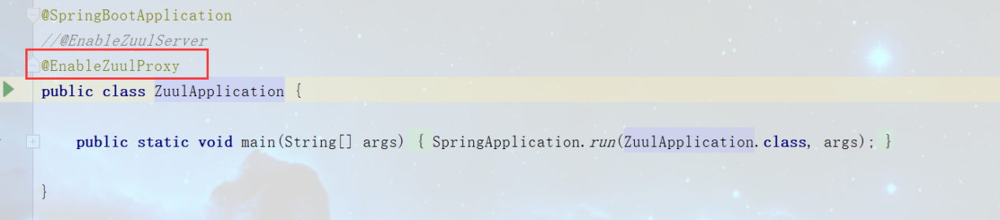 @SpringBootApplication
//@EnableZuulServer
@EnableZuulProxy
public class ZuulApplication {
public static void main(String[] args) { SpringApplication.run(ZuulApplication.class, args); }
}